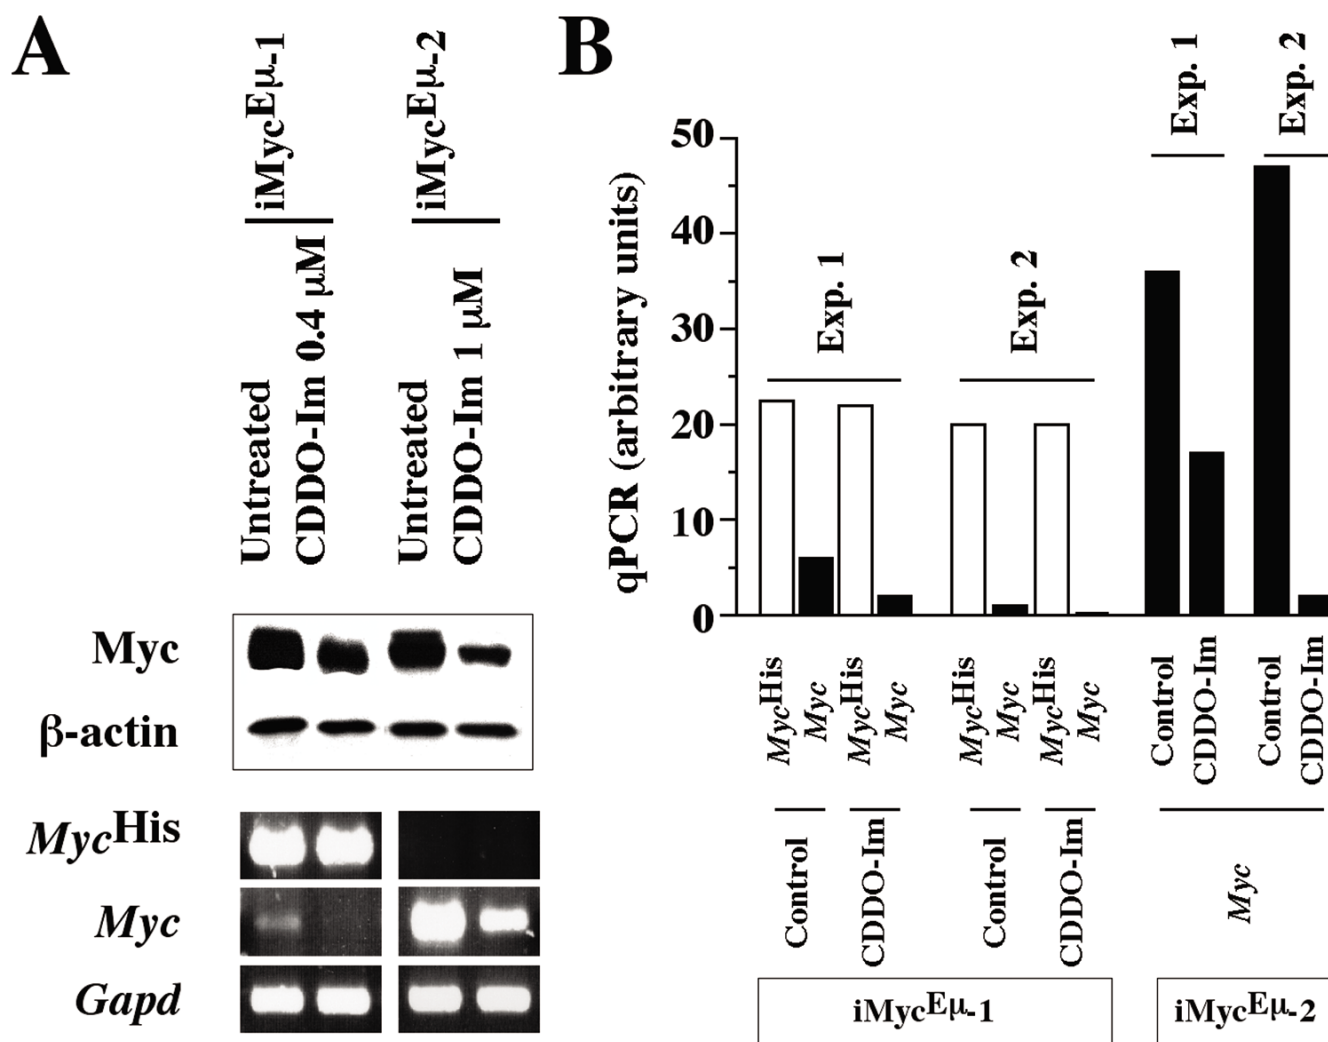 A
iMycEμ-1
iMycEμ-2
Untreated
CDDO-Im 0.4 μM
Untreated
CDDO-Im 1 μM
Myc
β-actin
MycHis
Myc
Gapd
B
qPCR (arbitrary units)
50
40
30
20
10
0
Exp. 1
Exp. 2
Exp. 1
Exp. 2
MycHis
Myc
MycHis
Myc
MycHis
Myc
MycHis
Myc
Control
CDDO-Im
Control
CDDO-Im
Control
CDDO-Im
Control
CDDO-Im
Myc
iMycEμ-1
iMycEμ-2